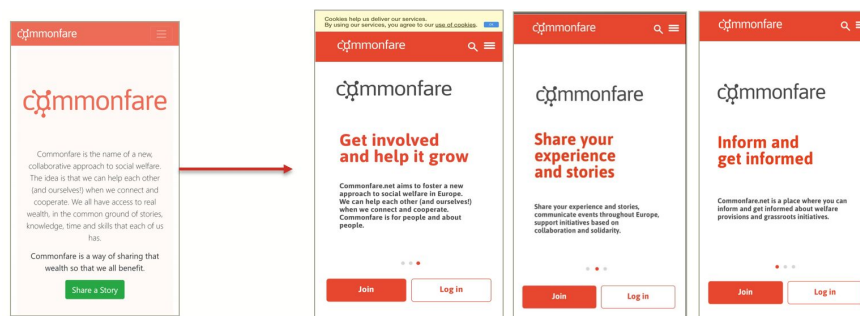 commonfare
commonfare
Commonfare is the name of a new,
collaborative approach to social welfare.
The idea is that we can help each other
(and ourselves!) when we connect and
cooperate. We all have access to real
wealth, in the common ground of stories,
knowledge, time and skills that each of us
has.
Commonfare is a way of sharing that
wealth so that we all benefit.
Share a Story
Cookies help us deliver our services.
By using our services, you agree to our use of cookies.
commonfare
commonfare
Get involved
and help it grow
Commonfare.net aims to foster a new
approach to social welfare in Europe.
We can help each other (and ourselves!)
when we connect and cooperate.
Commonfare is for people and about
people.
Join
Log in
commonfare
commonfare
Share your
experience
and stories
Share your experience and stories,
communicate events throughout Europe,
support initiatives based on
collaboration and solidarity.
Join
Log in
commonfare
commonfare
Inform and
get informed
Commonfare.net is a place where you can
inform and get informed about welfare
provisions and grassroots initiatives.
Join
Log in